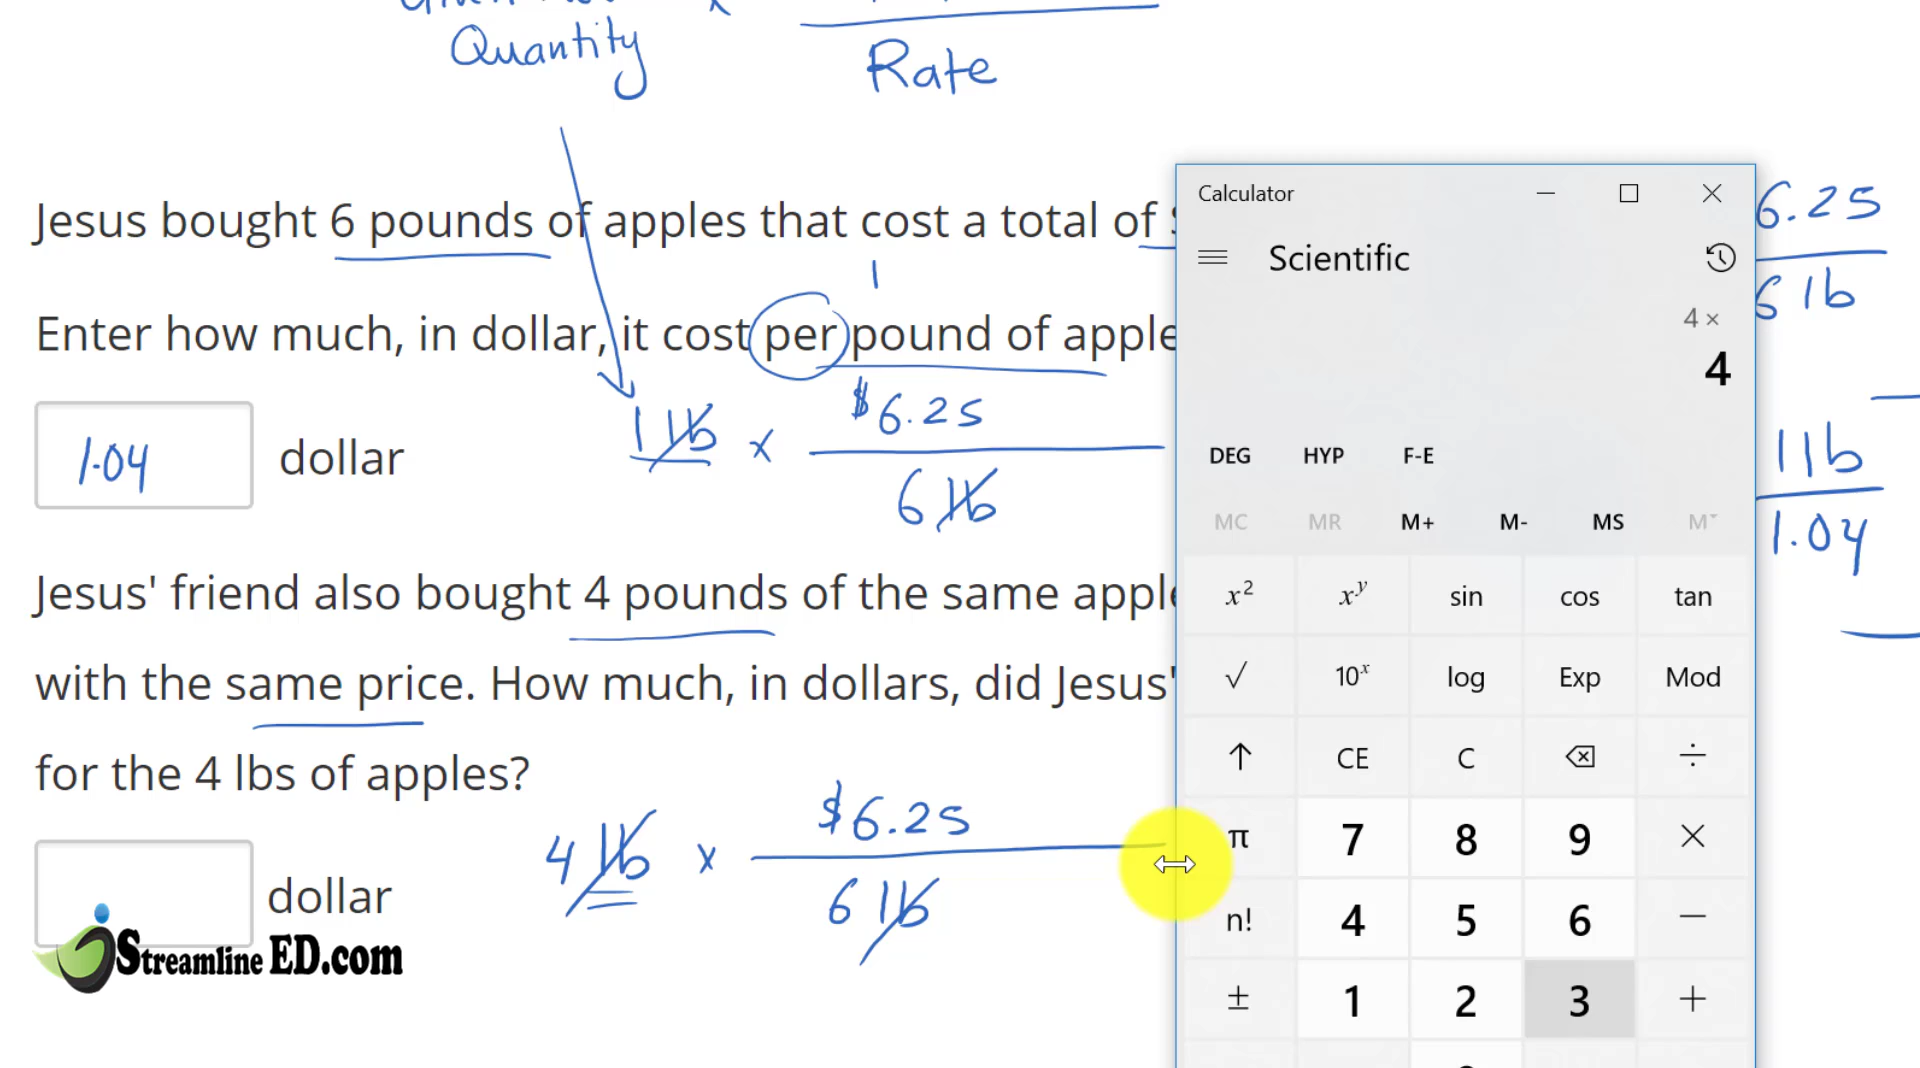 Quantity
Rate
Jesus bought 6 pounds of apples that cost a total of
6.25
6 lb
1
Enter how much, in dollar, it cost per pound of apple
1 lb x $6.25
6 lb
1.04 dollar
1 lb
1.04
Jesus' friend also bought 4 pounds of the same apple
with the same price. How much, in dollars, did Jesus'
for the 4 lbs of apples?
4 lb x $6.25
6 lb
dollar
StreamlineED.com
Calculator
Scientific
4 ×
4
DEG HYP F-E
MC MR M+ M- MS M˅
x² xʸ sin cos tan
√ 10ˣ log Exp Mod
↑ CE C ⌫ ÷
π 7 8 9 ×
n! 4 5 6 −
± 1 2 3 +